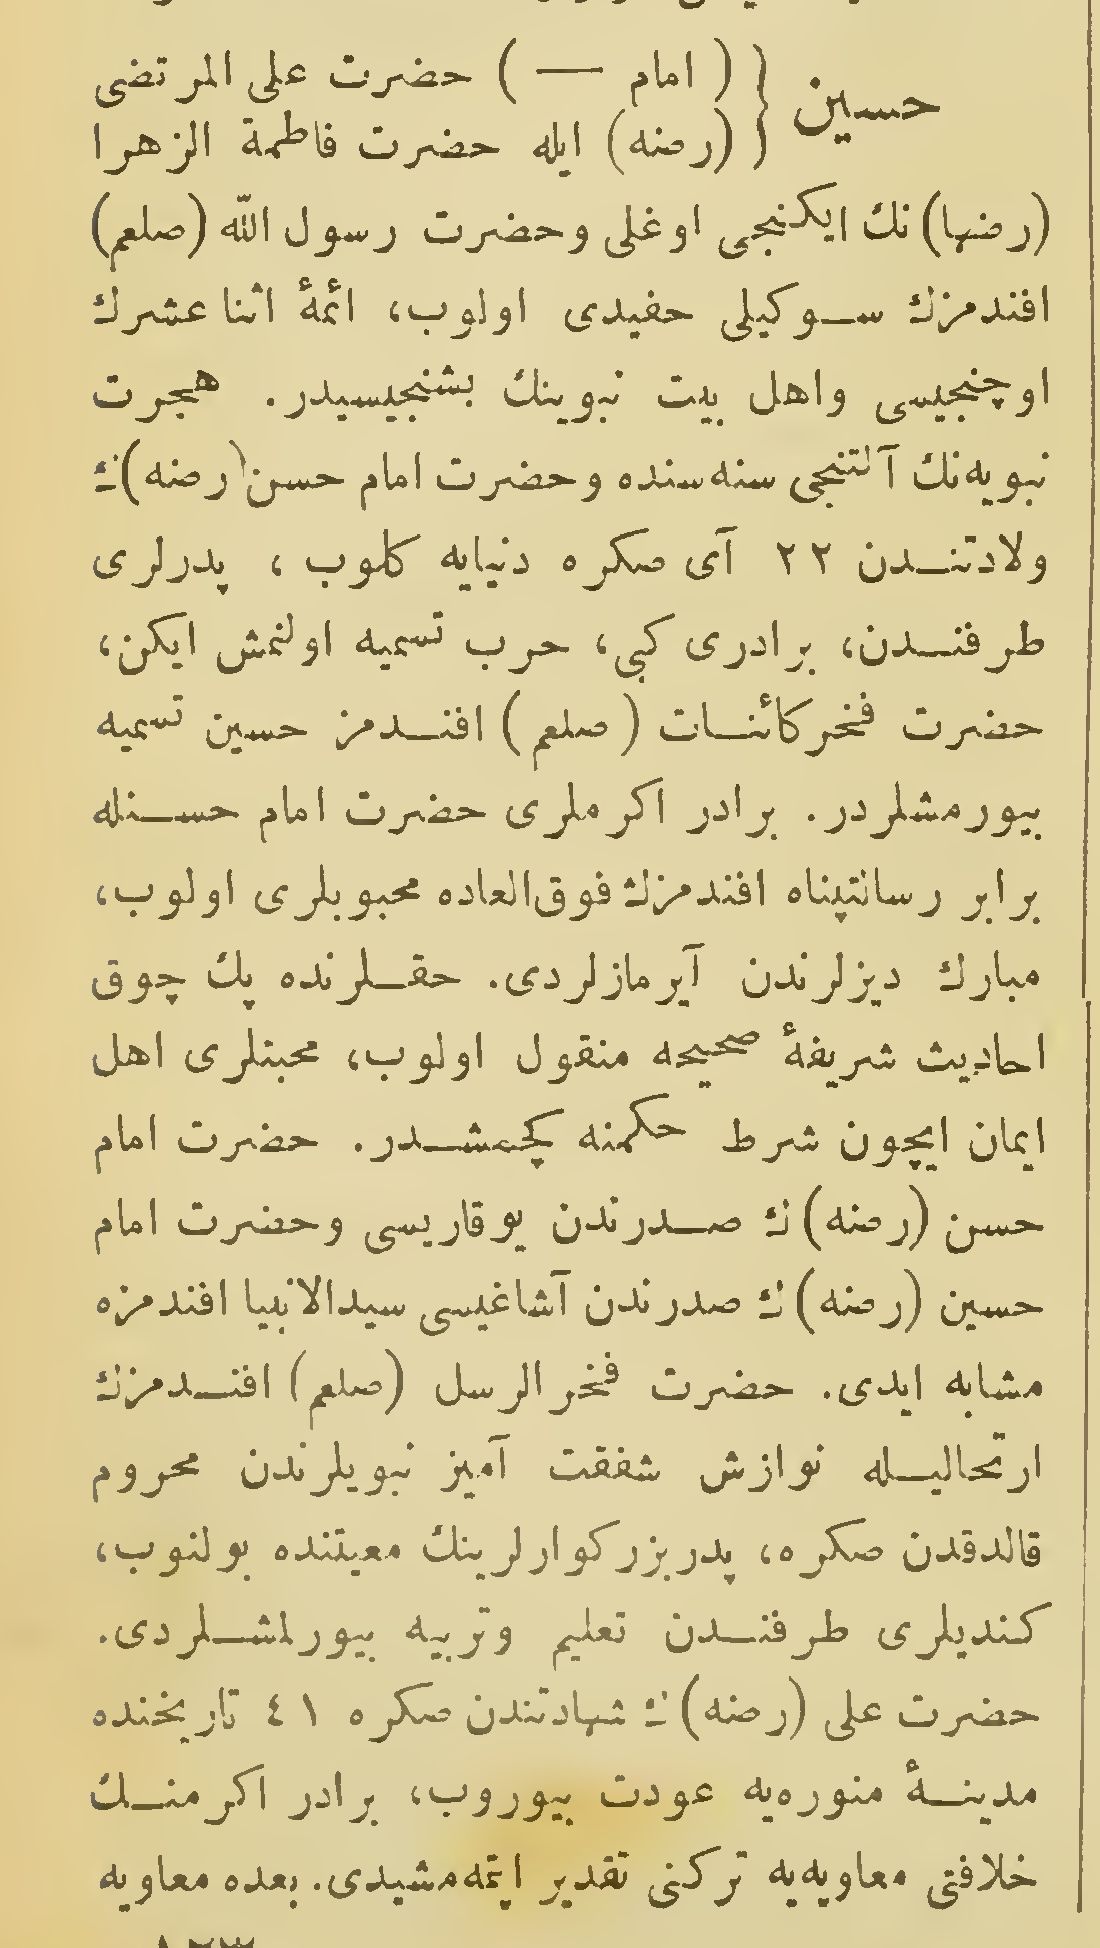 حسين { ( امام — ) حضرت على المرتضى
(رضه) ايله حضرت فاطمة الزهرا
(رضها) نك ايكنجى اوغلى وحضرت رسول الله (صلعم)
افندمزك سوكيلى حفيدى اولوب، ائمۀ اثنا عشرك
اوچنجيسى واهل بيت نبوينك بشنجيسيدر. هجرت
نبويه‌نك آلتنجى سنه‌سنده وحضرت امام حسن (رضه) ك
ولادتندن ٢٢ آى صكره دنيايه كلوب ، پدرلرى
طرفندن، برادرى كبى، حرب تسميه اولنمش ايكن،
حضرت فخركائنات (صلعم) افندمز حسين تسميه
بيورمشلردر. برادر اكرملرى حضرت امام حسنله
برابر رسالتپناه افندمزك فوق‌العاده محبوبلرى اولوب،
مبارك ديزلرندن آيرمازلردى. حقلرنده پك چوق
احاديث شريفۀ صحيحه منقول اولوب، محبتلرى اهل
ايمان ايچون شرط حكمنه كچمشدر. حضرت امام
حسن (رضه) ك صدرندن يوقاريسى وحضرت امام
حسين (رضه) ك صدرندن آشاغيسى سيدالانبيا افندمزه
مشابه ايدى. حضرت فخرالرسل (صلعم) افندمزك
ارتحاليله نوازش شفقت آميز نبويلرندن محروم
قالدقدن صكره، پدربزركوارلرينك معيتنده بولنوب،
كنديلرى طرفندن تعليم وتربيه بيورلمشلردى.
حضرت على (رضه) ك شهادتندن صكره ٤١ تاريخنده
مدينۀ منوره‌يه عودت بيوروب، برادر اكرمنك
خلافتى معاويه‌يه تركنى تقدير ايتمه‌مشيدى. بعده معاويه